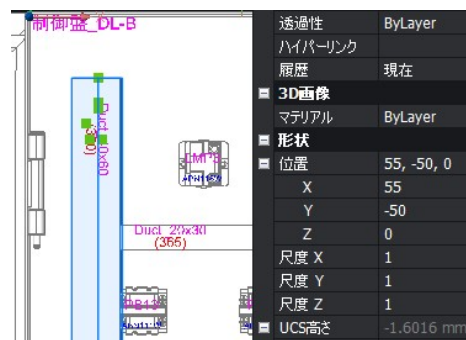 制御盤_DL-B
Duct_40x60
Duct_20x30
(365)
透過性 ByLayer
ハイパーリンク
履歴 現在
3D画像
マテリアル ByLayer
形状
位置 55, -50, 0
X 55
Y -50
Z 0
尺度 X 1
尺度 Y 1
尺度 Z 1
UCS高さ -1.6016 mm